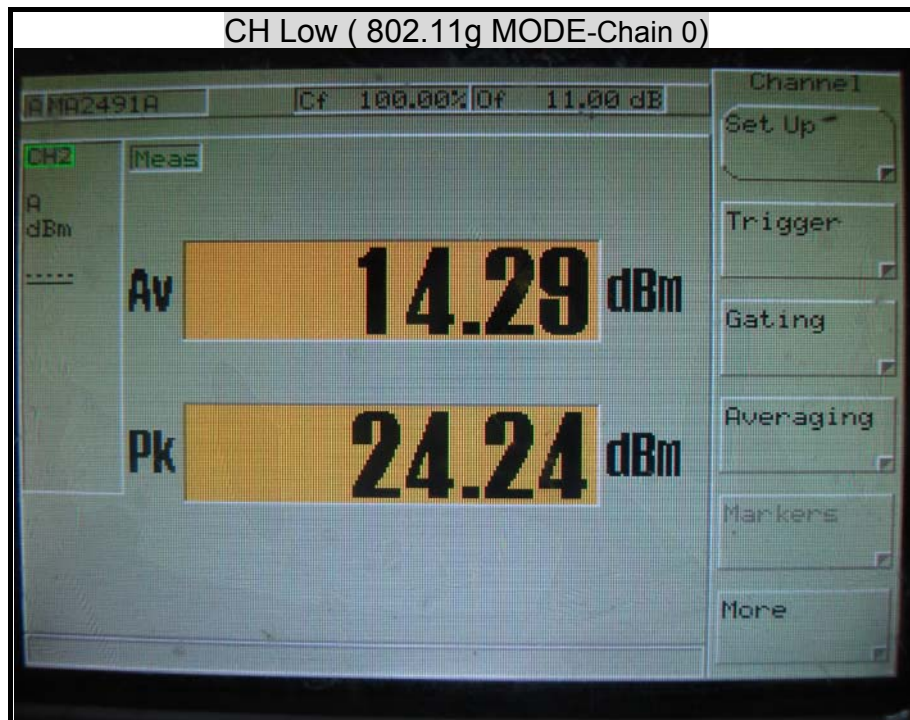 CH Low ( 802.11g MODE-Chain 0)
A MA2491A Cf 100.00% Of 11.00 dB
CH2 Meas
A
dBm
-----
Av 14.29 dBm
Pk 24.24 dBm
Channel
Set Up
Trigger
Gating
Averaging
Markers
More